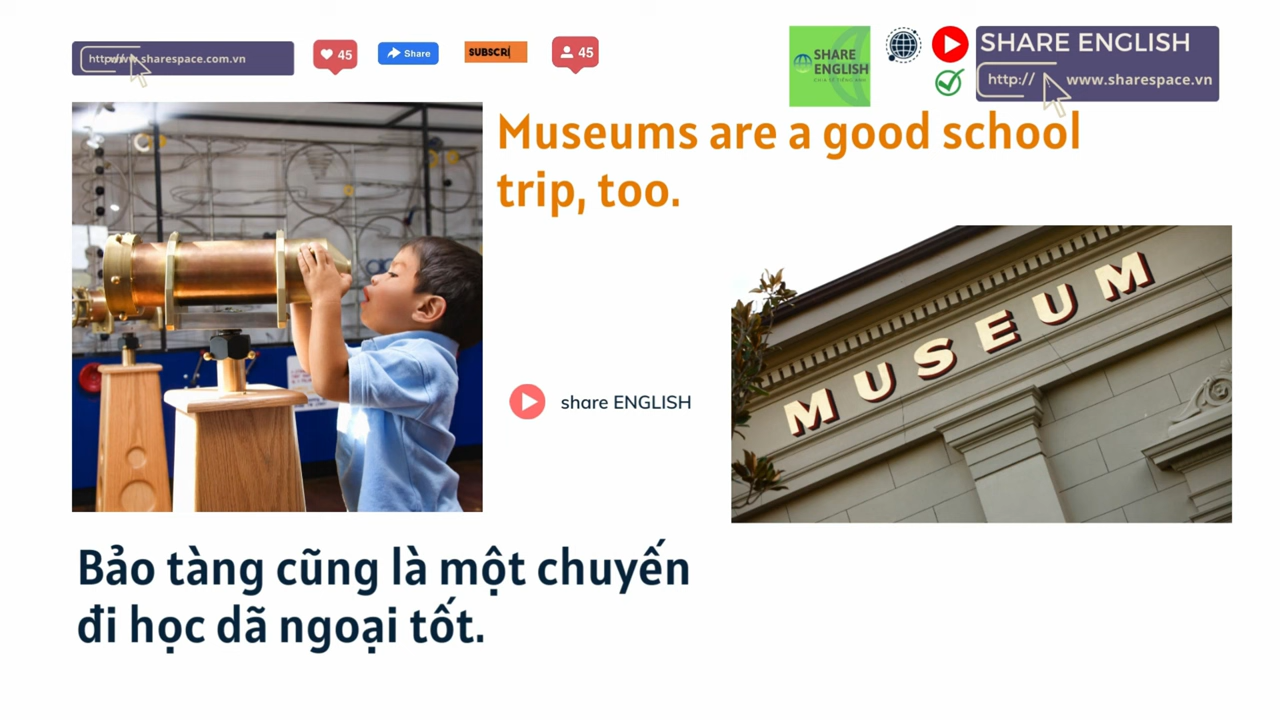 www.sharespace.com.vn
45
Share
SUBSCRI
45
SHARE
ENGLISH
SHARE ENGLISH
http://
www.sharespace.vn
Museums are a good school
trip, too.
MUSEUM
share ENGLISH
Bảo tàng cũng là một chuyến
đi học dã ngoại tốt.